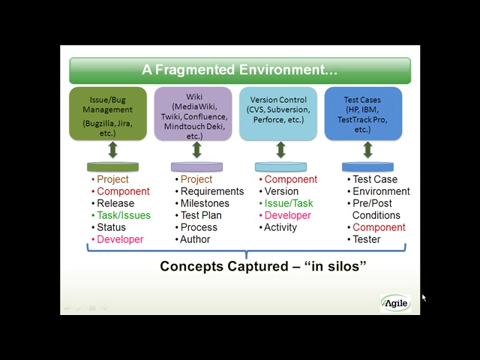 A Fragmented Environment…
Issue/Bug
Management
(Bugzilla, Jira,
etc.)
Wiki
(MediaWiki,
Twiki, Confluence,
Mindtouch Deki,
etc.)
Version Control
(CVS, Subversion,
Perforce, etc.)
Test Cases
(HP, IBM,
TestTrack Pro,
etc.)
• Project
• Component
• Release
• Task/Issues
• Status
• Developer
• Project
• Requirements
• Milestones
• Test Plan
• Process
• Author
• Component
• Version
• Issue/Task
• Developer
• Activity
• Test Case
• Environment
• Pre/Post
Conditions
• Component
• Tester
Concepts Captured – “in silos”
Agile